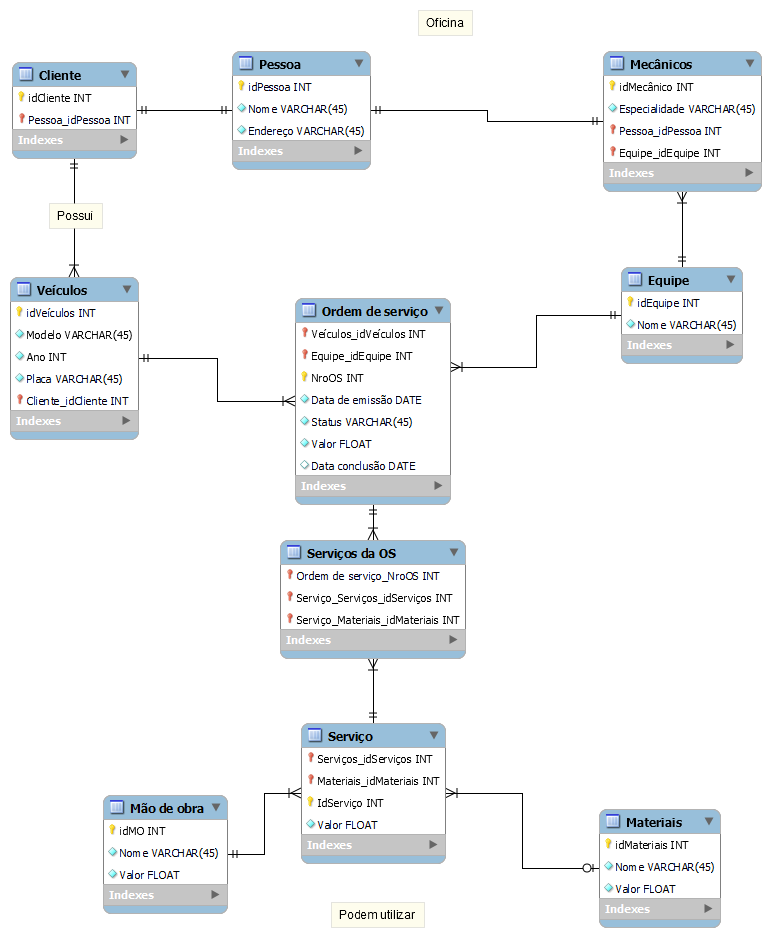 Oficina
Cliente
idCliente INT
Pessoa_idPessoa INT
Indexes
Pessoa
idPessoa INT
Nome VARCHAR(45)
Endereço VARCHAR(45)
Indexes
Mecânicos
idMecânico INT
Especialidade VARCHAR(45)
Pessoa_idPessoa INT
Equipe_idEquipe INT
Indexes
Possui
Veículos
idVeículos INT
Modelo VARCHAR(45)
Ano INT
Placa VARCHAR(45)
Cliente_idCliente INT
Indexes
Ordem de serviço
Veículos_idVeículos INT
Equipe_idEquipe INT
NroOS INT
Data de emissão DATE
Status VARCHAR(45)
Valor FLOAT
Data conclusão DATE
Indexes
Equipe
idEquipe INT
Nome VARCHAR(45)
Indexes
Serviços da OS
Ordem de serviço_NroOS INT
Serviço_Serviços_idServiços INT
Serviço_Materiais_idMateriais INT
Indexes
Serviço
Serviços_idServiços INT
Materiais_idMateriais INT
IdServiço INT
Valor FLOAT
Indexes
Mão de obra
idMO INT
Nome VARCHAR(45)
Valor FLOAT
Indexes
Materiais
idMateriais INT
Nome VARCHAR(45)
Valor FLOAT
Indexes
Podem utilizar